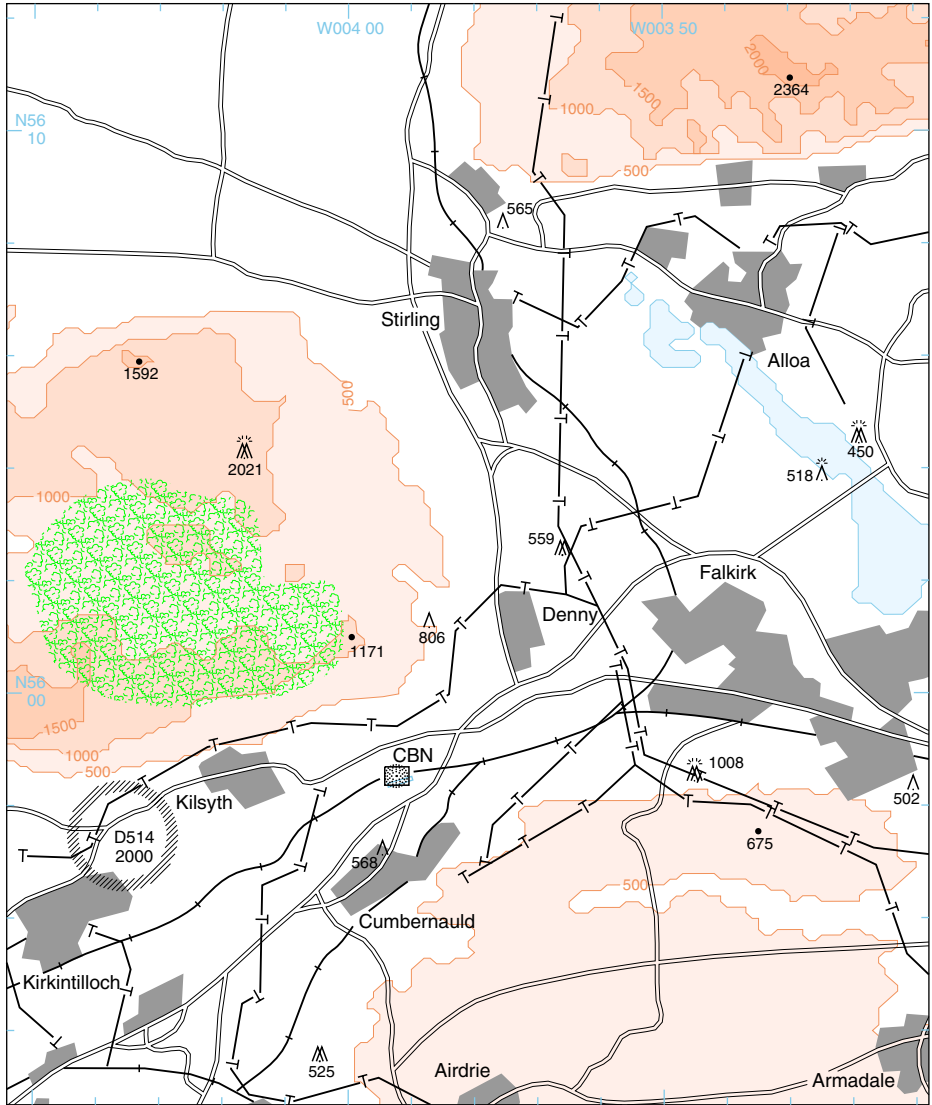 W004 00
W003 50
2000
2364
1500
1000
N56
10
500
565
Stirling
1592
500
Alloa
2021
450
518
1000
559
Falkirk
Denny
806
1171
N56
00
1500
1000
500
CBN
1008
Kilsyth
502
D514
2000
675
568
500
Cumbernauld
Kirkintilloch
525
Airdrie
Armadale